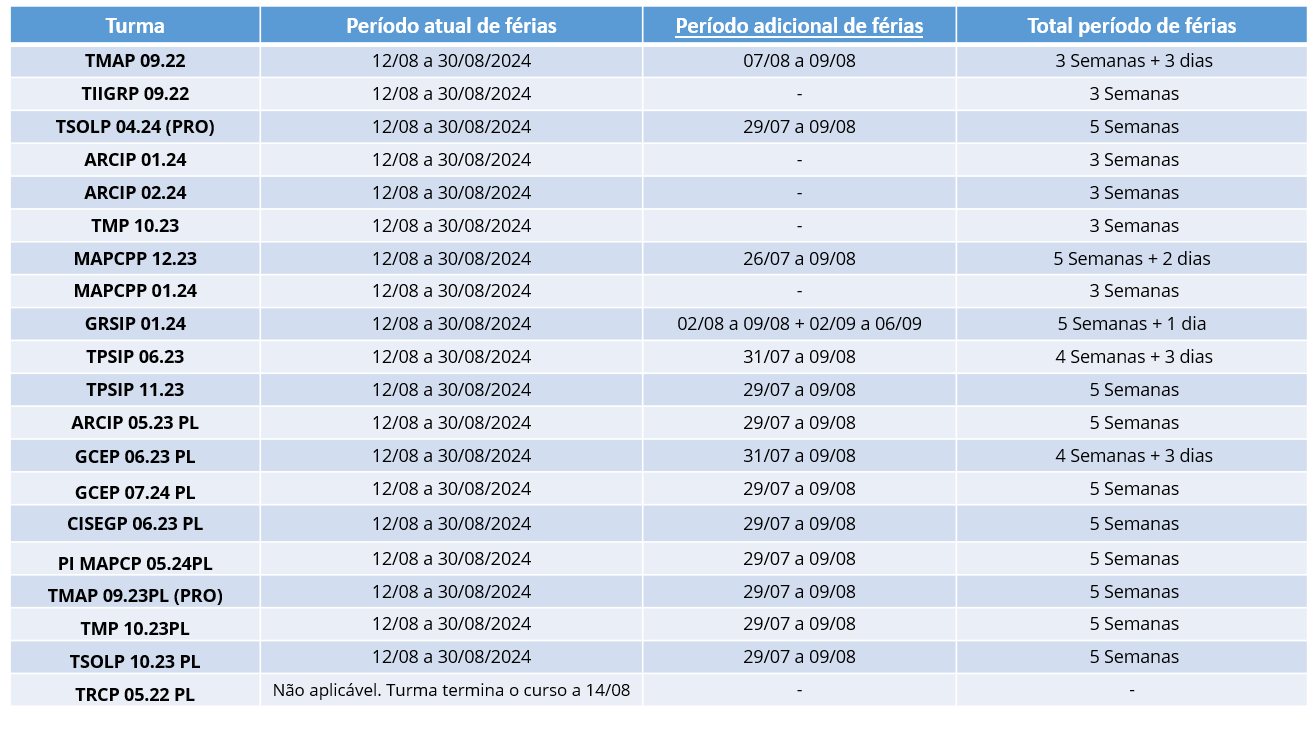 Turma Período atual de férias Período adicional de férias Total período de férias
TMAP 09.22 12/08 a 30/08/2024 07/08 a 09/08 3 Semanas + 3 dias
TIIGRP 09.22 12/08 a 30/08/2024 - 3 Semanas
TSOLP 04.24 (PRO) 12/08 a 30/08/2024 29/07 a 09/08 5 Semanas
ARCIP 01.24 12/08 a 30/08/2024 - 3 Semanas
ARCIP 02.24 12/08 a 30/08/2024 - 3 Semanas
TMP 10.23 12/08 a 30/08/2024 - 3 Semanas
MAPCPP 12.23 12/08 a 30/08/2024 26/07 a 09/08 5 Semanas + 2 dias
MAPCPP 01.24 12/08 a 30/08/2024 - 3 Semanas
GRSIP 01.24 12/08 a 30/08/2024 02/08 a 09/08 + 02/09 a 06/09 5 Semanas + 1 dia
TPSIP 06.23 12/08 a 30/08/2024 31/07 a 09/08 4 Semanas + 3 dias
TPSIP 11.23 12/08 a 30/08/2024 29/07 a 09/08 5 Semanas
ARCIP 05.23 PL 12/08 a 30/08/2024 29/07 a 09/08 5 Semanas
GCEP 06.23 PL 12/08 a 30/08/2024 31/07 a 09/08 4 Semanas + 3 dias
GCEP 07.24 PL 12/08 a 30/08/2024 29/07 a 09/08 5 Semanas
CISEGP 06.23 PL 12/08 a 30/08/2024 29/07 a 09/08 5 Semanas
PI MAPCP 05.24PL 12/08 a 30/08/2024 29/07 a 09/08 5 Semanas
TMAP 09.23PL (PRO) 12/08 a 30/08/2024 29/07 a 09/08 5 Semanas
TMP 10.23PL 12/08 a 30/08/2024 29/07 a 09/08 5 Semanas
TSOLP 10.23 PL 12/08 a 30/08/2024 29/07 a 09/08 5 Semanas
TRCP 05.22 PL Não aplicável. Turma termina o curso a 14/08 - -